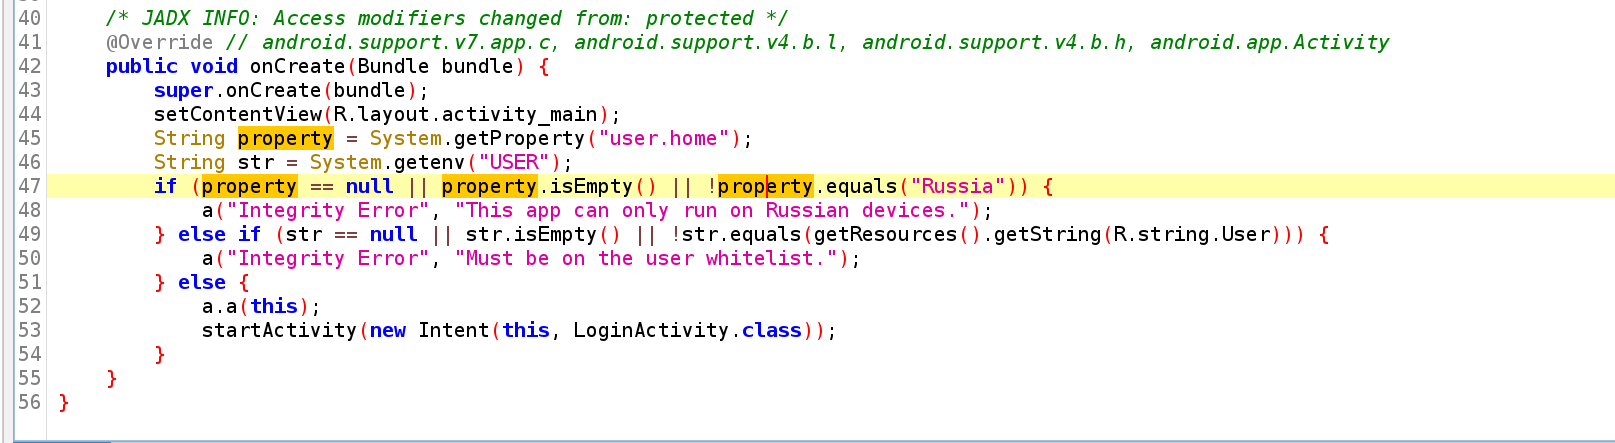 40 /* JADX INFO: Access modifiers changed from: protected */
41 @Override // android.support.v7.app.c, android.support.v4.b.l, android.support.v4.b.h, android.app.Activity
42 public void onCreate(Bundle bundle) {
43 super.onCreate(bundle);
44 setContentView(R.layout.activity_main);
45 String property = System.getProperty("user.home");
46 String str = System.getenv("USER");
47 if (property == null || property.isEmpty() || !property.equals("Russia")) {
48 a("Integrity Error", "This app can only run on Russian devices.");
49 } else if (str == null || str.isEmpty() || !str.equals(getResources().getString(R.string.User))) {
50 a("Integrity Error", "Must be on the user whitelist.");
51 } else {
52 a.a(this);
53 startActivity(new Intent(this, LoginActivity.class));
54 }
55 }
56 }